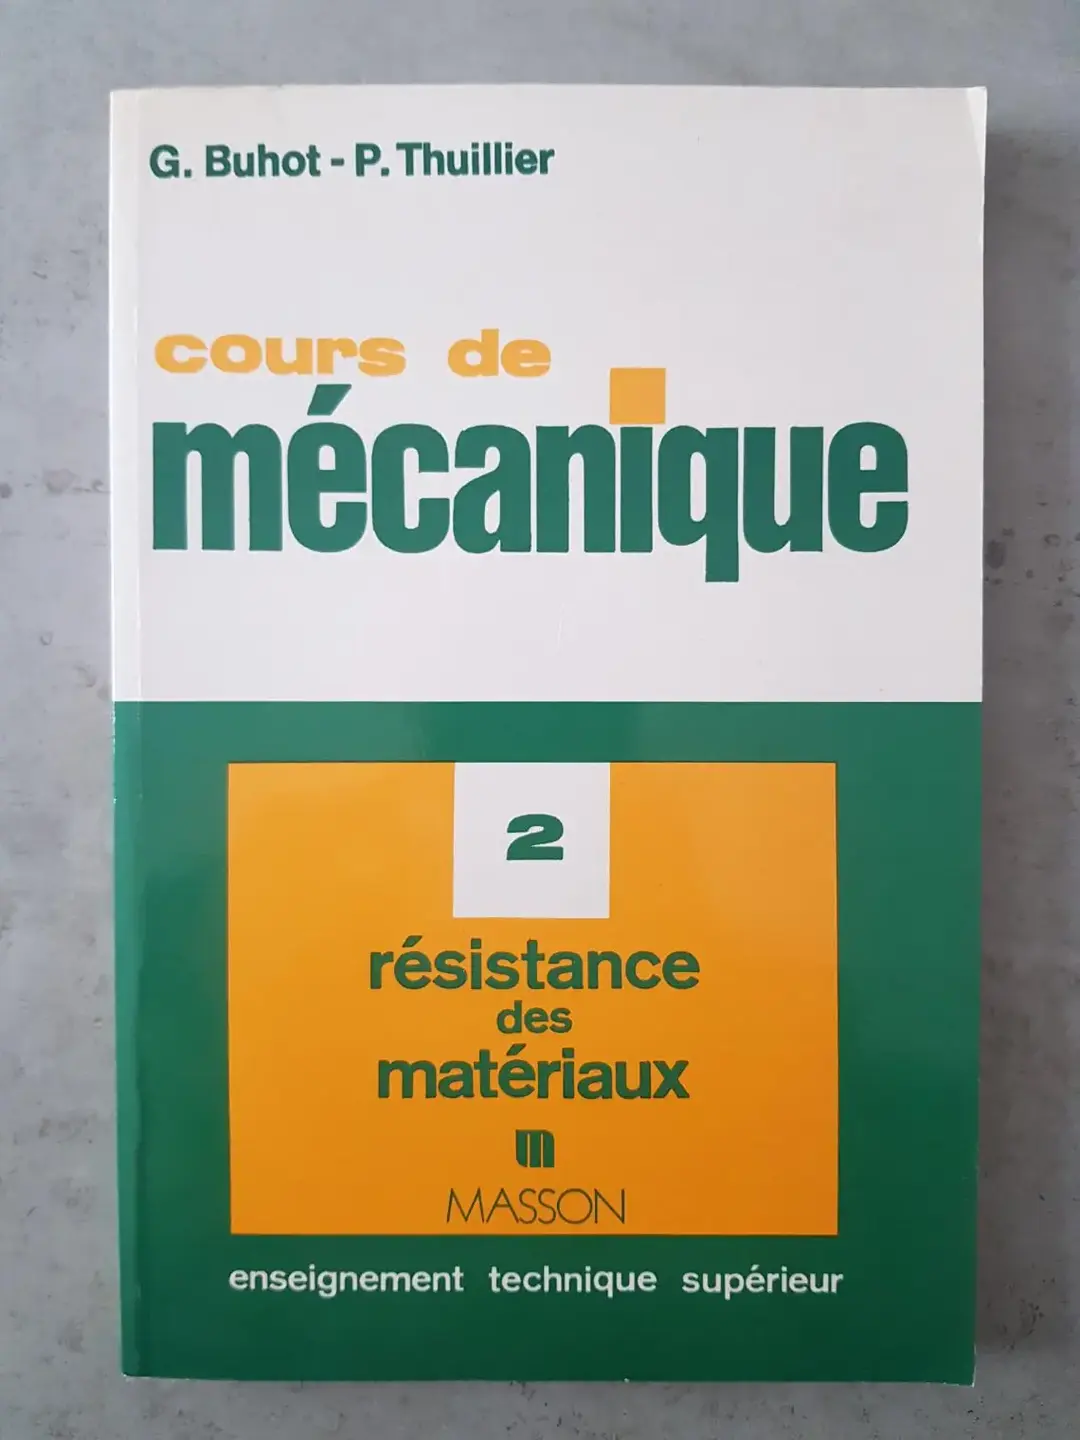 G. Buhot - P. Thuillier
cours de
mécanique
2
résistance
des
matériaux
m
MASSON
enseignement technique supérieur